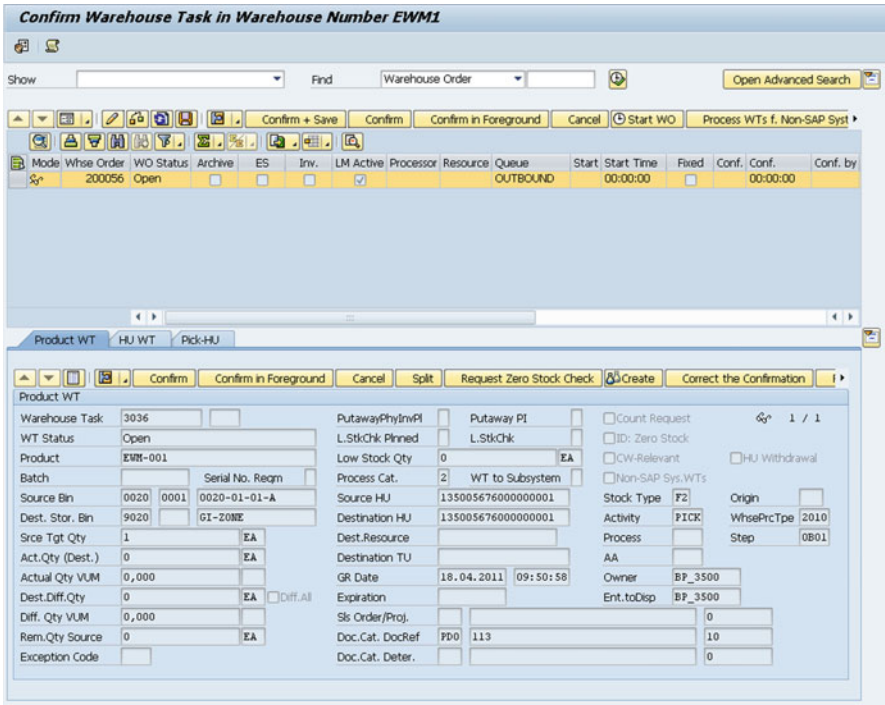 Confirm Warehouse Task in Warehouse Number EWM1
Show Find Warehouse Order Open Advanced Search
Confirm + Save Confirm Confirm in Foreground Cancel Start WO Process WTs f. Non-SAP Syst
Mode Whse Order WO Status Archive ES Inv. LM Active Processor Resource Queue Start Start Time Fixed Conf. Conf. Conf. by
200056 Open OUTBOUND 00:00:00 00:00:00
Product WT HU WT Pick-HU
Confirm Confirm in Foreground Cancel Split Request Zero Stock Check Create Correct the Confirmation
Product WT
Warehouse Task 3036 PutawayPhyInvPl Putaway PI Count Request 1 / 1
WT Status Open L.StkChk Plnned L.StkChk ID: Zero Stock
Product EWM-001 Low Stock Qty 0 EA CW-Relevant HU Withdrawal
Batch Serial No. Reqm Process Cat. 2 WT to Subsystem Non-SAP Sys.WTs
Source Bin 0020 0001 0020-01-01-A Source HU 135005676000000001 Stock Type F2 Origin
Dest. Stor. Bin 9020 GI-ZONE Destination HU 135005676000000001 Activity PICK WhsePrcTpe 2010
Srce Tgt Qty 1 EA Dest.Resource Process Step OB01
Act.Qty (Dest.) 0 EA Destination TU AA
Actual Qty VUM 0,000 GR Date 18.04.2011 09:50:58 Owner BP_3500
Dest.Diff.Qty 0 EA Diff.All Expiration Ent.toDisp BP_3500
Diff. Qty VUM 0,000 Sls Order/Proj. 0
Rem.Qty Source 0 EA Doc.Cat. DocRef PDO 113 10
Exception Code Doc.Cat. Deter. 0